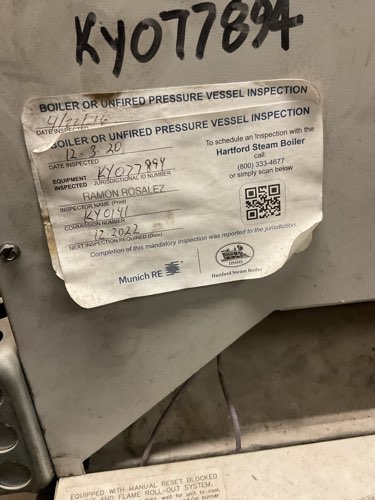 KY077894
BOILER OR UNFIRED PRESSURE VESSEL INSPECTION
DATE INSPECTED
BOILER OR UNFIRED PRESSURE VESSEL INSPECTION
12-3-20
DATE INSPECTED
To schedule an Inspection with the
Hartford Steam Boiler
call.
(800) 333-4677
or simply scan below
EQUIPMENT INSPECTED
KY077894
JURISDICTIONAL ID NUMBER
RAMON ROSALEZ
INSPECTOR NAME (Print)
KY0141
COMMISSION NUMBER
12-2022
NEXT INSPECTION REQUIRED (Date)
Completion of this mandatory inspection was reported to the jurisdiction.
Munich RE
Hartford Steam Boiler
EQUIPPED WITH MANUAL RESET BLOCKED
AND FLAME ROLL-OUT SYSTEM.